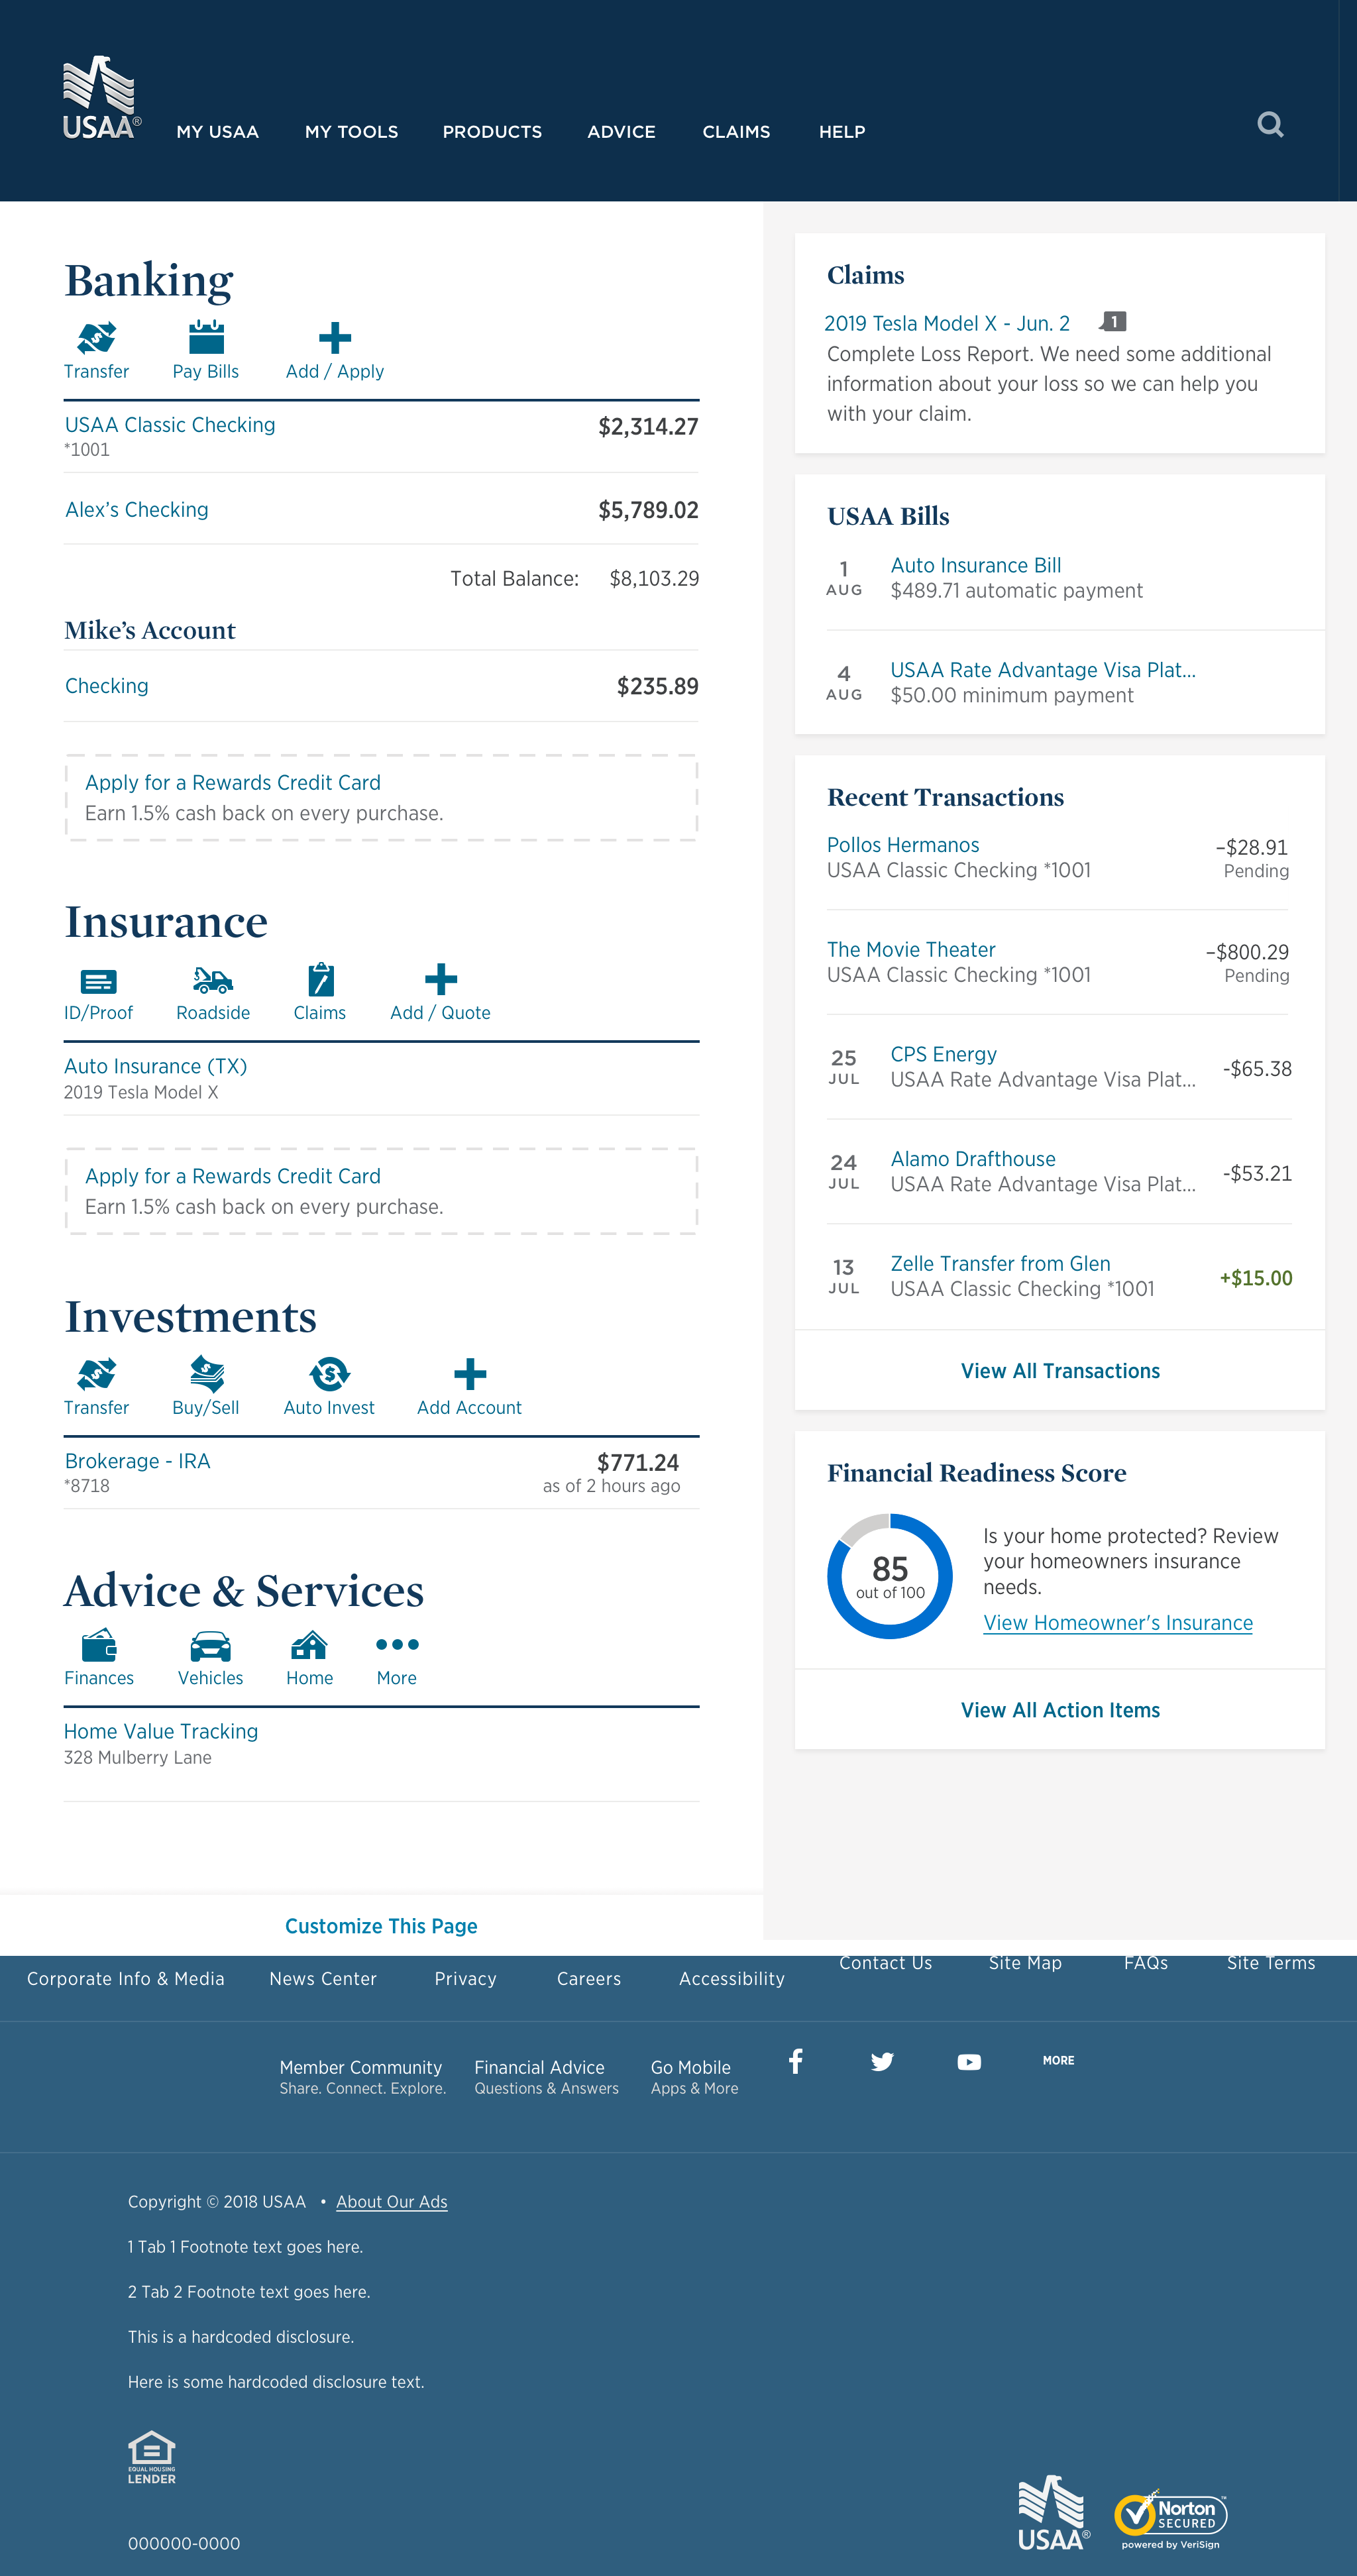 USAA®
MY USAA MY TOOLS PRODUCTS ADVICE CLAIMS HELP
Banking
Transfer Pay Bills Add / Apply
USAA Classic Checking $2,314.27
*1001
Alex’s Checking $5,789.02
Total Balance: $8,103.29
Mike’s Account
Checking $235.89
Apply for a Rewards Credit Card
Earn 1.5% cash back on every purchase.
Insurance
ID/Proof Roadside Claims Add / Quote
Auto Insurance (TX)
2019 Tesla Model X
Apply for a Rewards Credit Card
Earn 1.5% cash back on every purchase.
Investments
Transfer Buy/Sell Auto Invest Add Account
Brokerage - IRA $771.24
*8718 as of 2 hours ago
Advice & Services
Finances Vehicles Home More
Home Value Tracking
328 Mulberry Lane
Customize This Page
Claims
2019 Tesla Model X - Jun. 2 1
Complete Loss Report. We need some additional
information about your loss so we can help you
with your claim.
USAA Bills
1 Auto Insurance Bill
AUG $489.71 automatic payment
4 USAA Rate Advantage Visa Plat...
AUG $50.00 minimum payment
Recent Transactions
Pollos Hermanos –$28.91
USAA Classic Checking *1001 Pending
The Movie Theater –$800.29
USAA Classic Checking *1001 Pending
25 CPS Energy -$65.38
JUL USAA Rate Advantage Visa Plat...
24 Alamo Drafthouse -$53.21
JUL USAA Rate Advantage Visa Plat...
13 Zelle Transfer from Glen +$15.00
JUL USAA Classic Checking *1001
View All Transactions
Financial Readiness Score
85
out of 100
Is your home protected? Review
your homeowners insurance
needs.
View Homeowner's Insurance
View All Action Items
Corporate Info & Media News Center Privacy Careers Accessibility Contact Us Site Map FAQs Site Terms
Member Community Financial Advice Go Mobile MORE
Share. Connect. Explore. Questions & Answers Apps & More
Copyright © 2018 USAA • About Our Ads
1 Tab 1 Footnote text goes here.
2 Tab 2 Footnote text goes here.
This is a hardcoded disclosure.
Here is some hardcoded disclosure text.
EQUAL HOUSING
LENDER
000000-0000
USAA®
Norton™
SECURED
powered by VeriSign